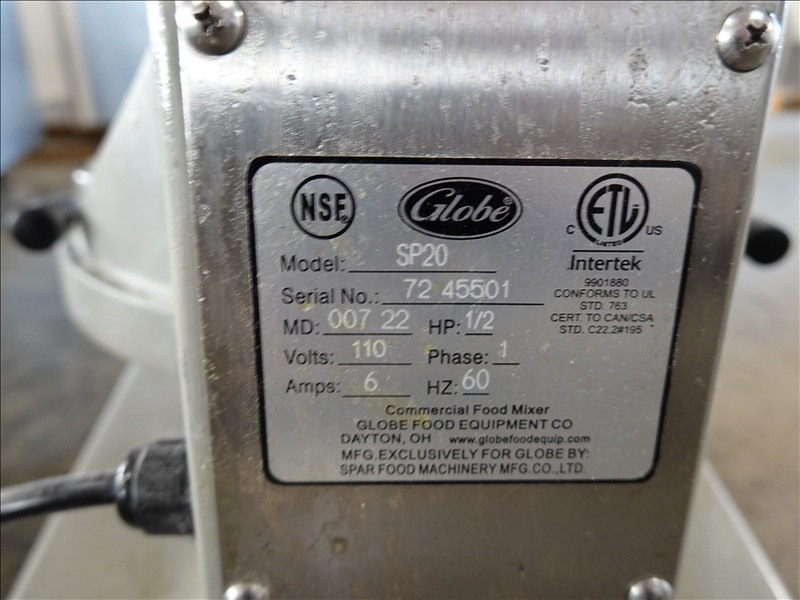 NSF®
Globe®
C ETL US
LISTED
Intertek
9901880
CONFORMS TO UL
STD. 763
CERT. TO CAN/CSA
STD. C22.2#195
Model: SP20
Serial No.: 72 45501
MD: 007 22 HP: 1/2
Volts: 110 Phase: 1
Amps: 6 HZ: 60
Commercial Food Mixer
GLOBE FOOD EQUIPMENT CO
DAYTON, OH www.globefoodequip.com
MFG.EXCLUSIVELY FOR GLOBE BY:
SPAR FOOD MACHINERY MFG.CO.,LTD.